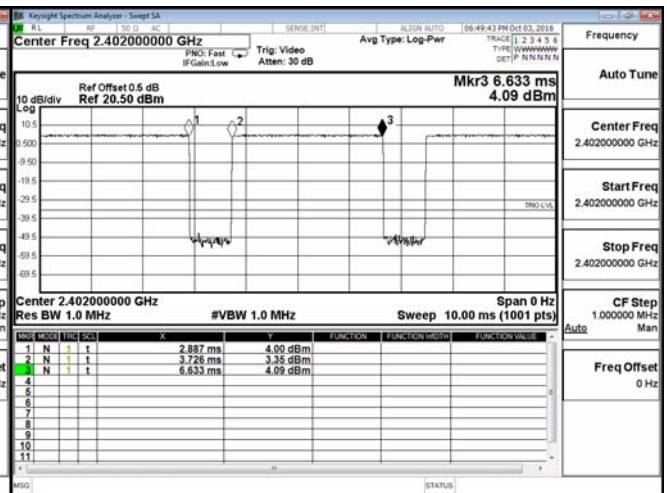 Keysight Spectrum Analyzer - Swept SA
RL RF 50 Ω AC SENSE:INT ALIGN AUTO 06:49:43 PM Oct 03, 2016
Center Freq 2.402000000 GHz
PNO: Fast
IFGain:Low
Trig: Video
Atten: 30 dB
Avg Type: Log-Pwr
TRACE 1 2 3 4 5 6
TYPE WWWWWW
DET P N N N N N
Frequency
Ref Offset 0.5 dB
10 dB/div Ref 20.50 dBm
Mkr3 6.633 ms
4.09 dBm
Log
10.5
0.500
-9.50
-19.5
-29.5
-39.5
-49.5
-59.5
-69.5
1
2
3
TRIG LVL
Center 2.402000000 GHz Span 0 Hz
Res BW 1.0 MHz #VBW 1.0 MHz Sweep 10.00 ms (1001 pts)
MKR MODE TRC SCL X Y FUNCTION FUNCTION WIDTH FUNCTION VALUE
1 N 1 t 2.887 ms 4.00 dBm
2 N 1 t 3.726 ms 3.35 dBm
3 N 1 t 6.633 ms 4.09 dBm
4
5
6
7
8
9
10
11
MSG STATUS
Auto Tune
Center Freq
2.402000000 GHz
Start Freq
2.402000000 GHz
Stop Freq
2.402000000 GHz
CF Step
1.000000 MHz
Auto Man
Freq Offset
0 Hz